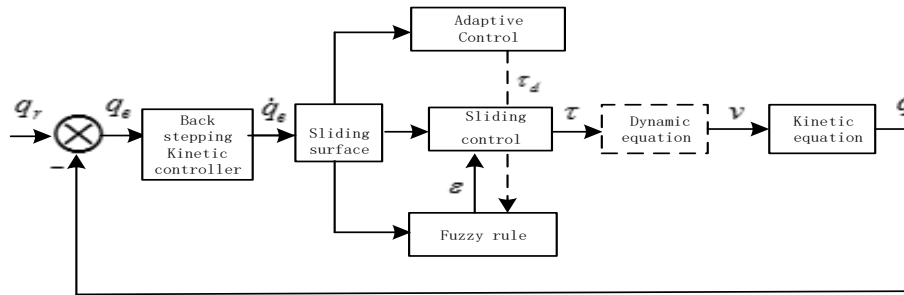 Adaptive
Control
τ_d
q_r
q_e
Back
stepping
Kinetic
controller
q̇_e
Sliding
surface
Sliding
control
τ
Dynamic
equation
v
Kinetic
equation
−
ε
Fuzzy rule